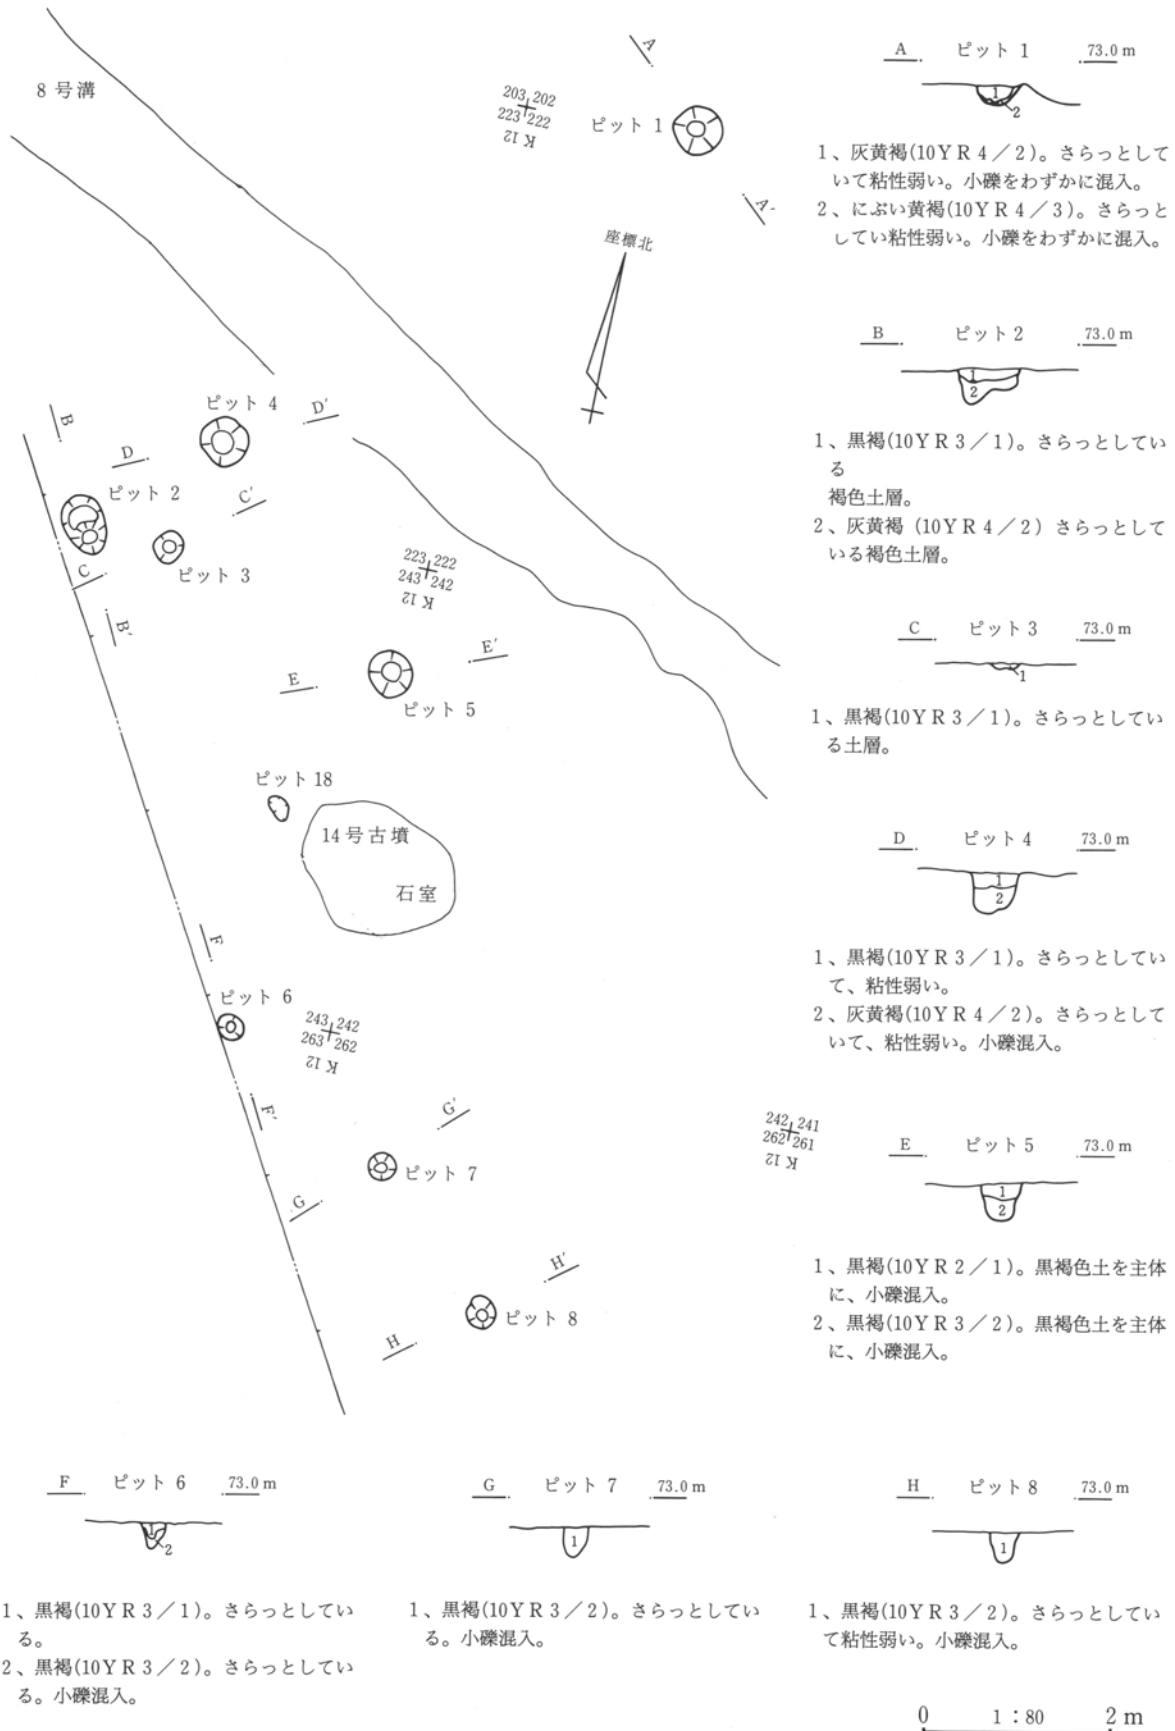 8号溝
A
203 202
223 222
K 12
ピット 1
A-
座標北
A ピット 1 73.0 m
1
2
1、灰黄褐(10YR 4／2)。さらっとして
いて粘性弱い。小礫をわずかに混入。
2、にぶい黄褐(10YR 4／3)。さらっと
してい粘性弱い。小礫をわずかに混入。
B ピット 2 73.0 m
1
2
1、黒褐(10YR 3／1)。さらっとしてい
る
褐色土層。
2、灰黄褐 (10YR 4／2) さらっとして
いる褐色土層。
C ピット 3 73.0 m
1
1、黒褐(10YR 3／1)。さらっとしてい
る土層。
D ピット 4 73.0 m
1
2
1、黒褐(10YR 3／1)。さらっとしてい
て、粘性弱い。
2、灰黄褐(10YR 4／2)。さらっとして
いて、粘性弱い。小礫混入。
E ピット 5 73.0 m
1
2
1、黒褐(10YR 2／1)。黒褐色土を主体
に、小礫混入。
2、黒褐(10YR 3／2)。黒褐色土を主体
に、小礫混入。
B
ピット 4
D′
D
ピット 2
C′
C
ピット 3
B′
223 222
243 242
K 12
E
E′
ピット 5
ピット 18
14号古墳
石室
F
ピット 6
243 242
263 262
K 12
F′
G′
ピット 7
G
242 241
262 261
K 12
H′
ピット 8
H
F ピット 6 73.0 m
1
2
1、黒褐(10YR 3／1)。さらっとしてい
る。
2、黒褐(10YR 3／2)。さらっとしてい
る。小礫混入。
G ピット 7 73.0 m
1
1、黒褐(10YR 3／2)。さらっとしてい
る。小礫混入。
H ピット 8 73.0 m
1
1、黒褐(10YR 3／2)。さらっとしてい
て粘性弱い。小礫混入。
0 1：80 2 m